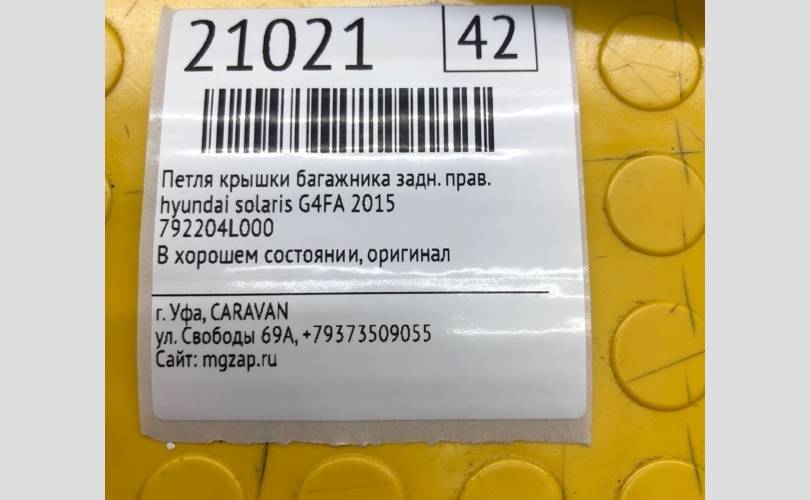 21021
42
Петля крышки багажника задн. прав.
hyundai solaris G4FA 2015
792204L000
В хорошем состоянии, оригинал
г. Уфа, CARAVAN
ул. Свободы 69А, +79373509055
Сайт: mgzap.ru